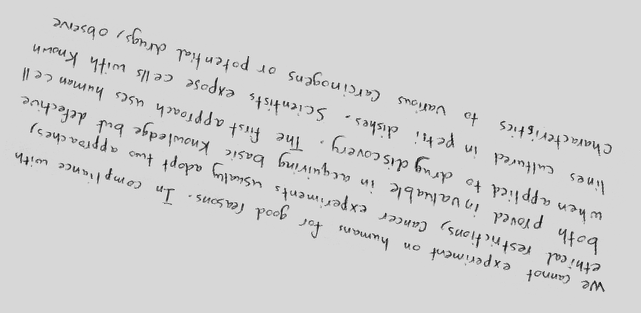 We cannot experiment on humans for good reasons. In compliance with
ethical restrictions, cancer experiments usually adopt two approaches,
both proved invaluable in acquiring basic knowledge but defective
when applied to drug discovery. The first approach uses human cell
lines cultured in petri dishes. Scientists expose cells with known
characteristics to various carcinogens or potential drugs, observe